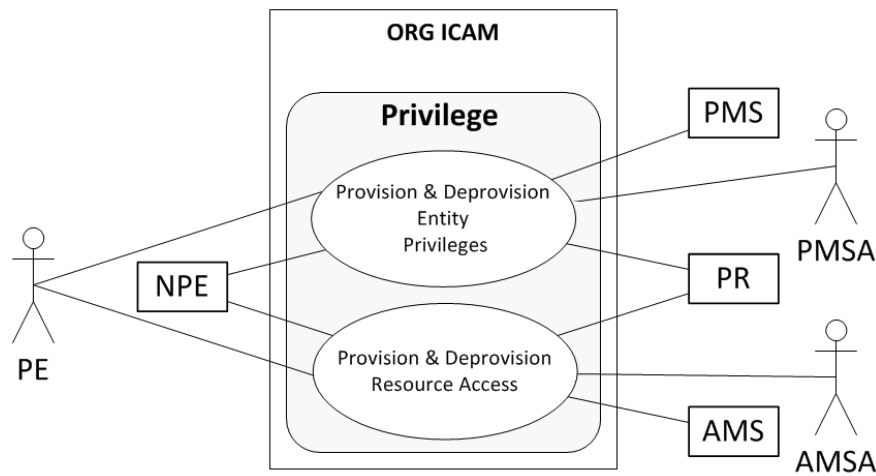 ORG ICAM
Privilege
PMS
Provision & Deprovision
Entity
Privileges
PMSA
NPE
PR
PE
Provision & Deprovision
Resource Access
AMS
AMSA